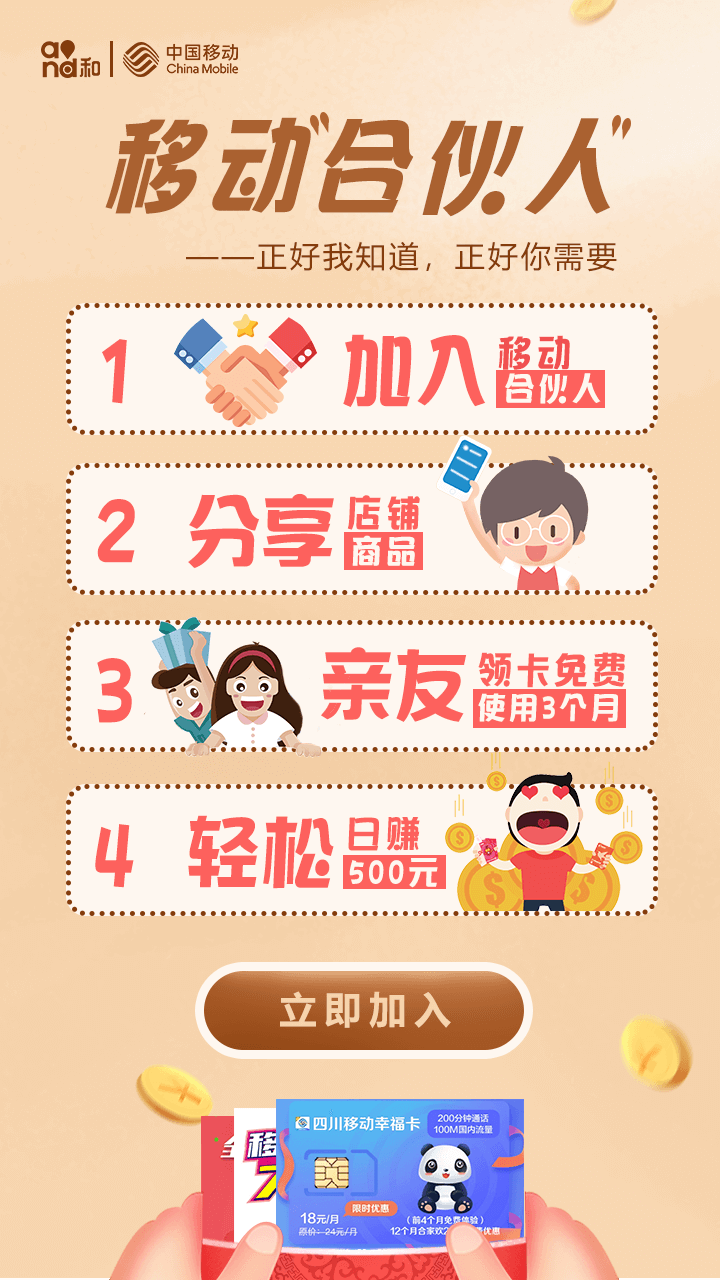 and和
中国移动
China Mobile
移动“合伙人”
——正好我知道，正好你需要
1 加入 移动
合伙人
2 分享 店铺
商品
3 亲友 领卡免费
使用3个月
4 轻松 日赚
500元
立即加入
四川移动幸福卡
200分钟通话
100M国内流量
限时优惠
18元/月
原价：24元/月
（前4个月免费体验）
12个月合家欢2
优惠
移
7